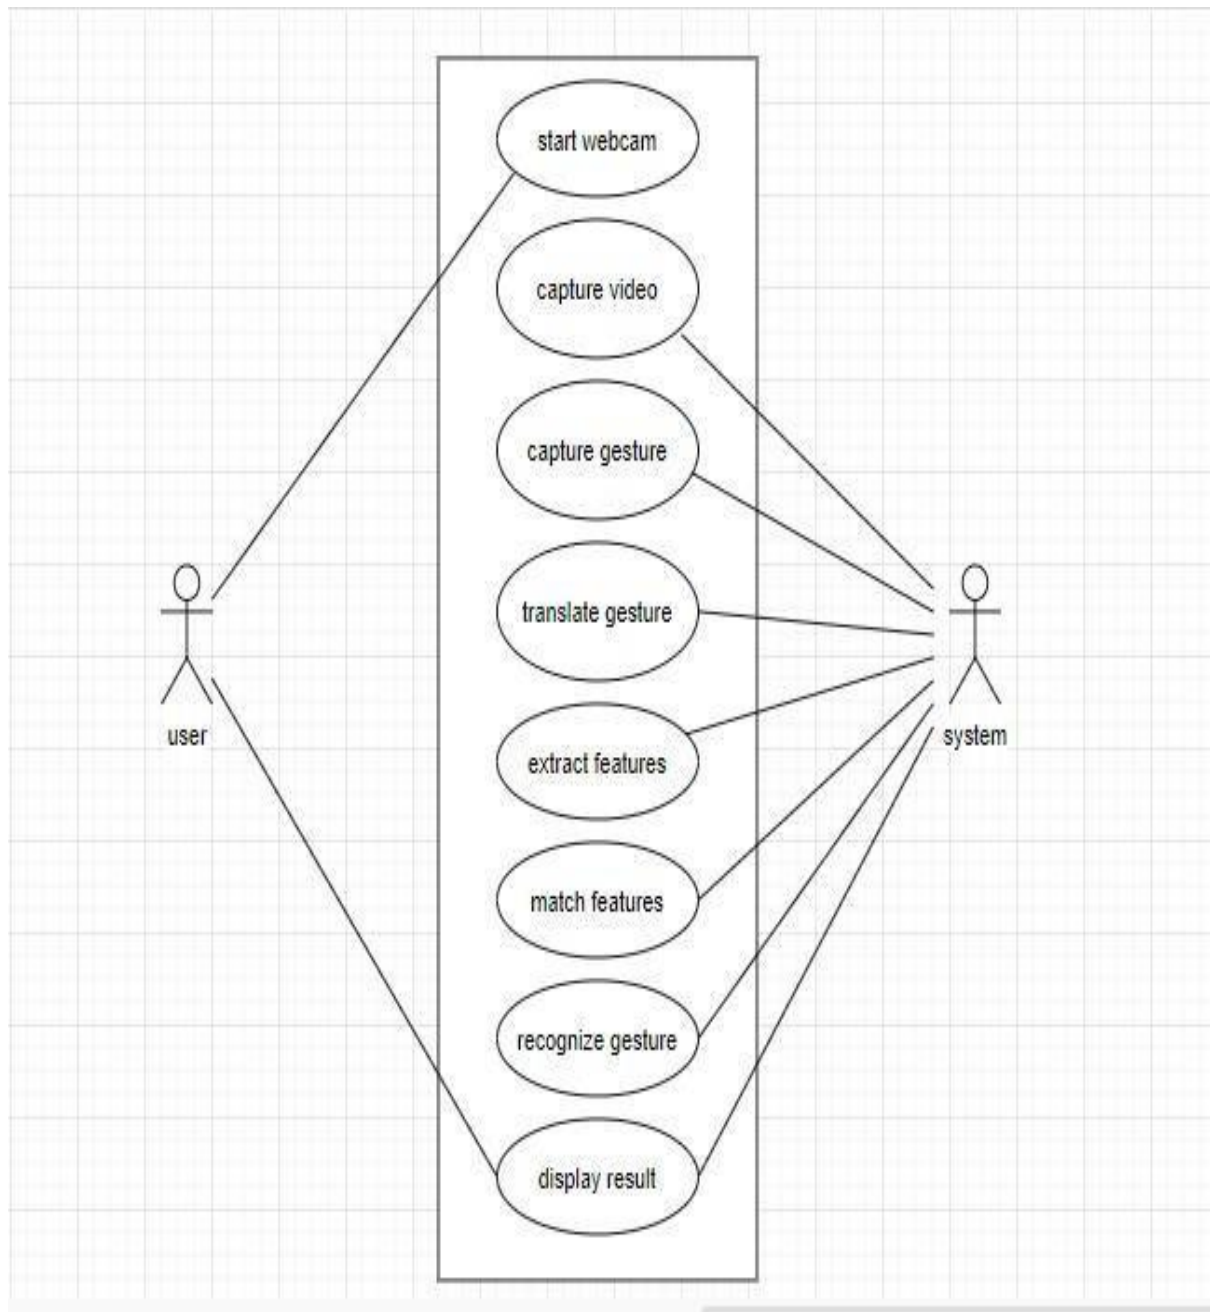 start webcam
capture video
capture gesture
translate gesture
extract features
match features
recognize gesture
display result
user
system